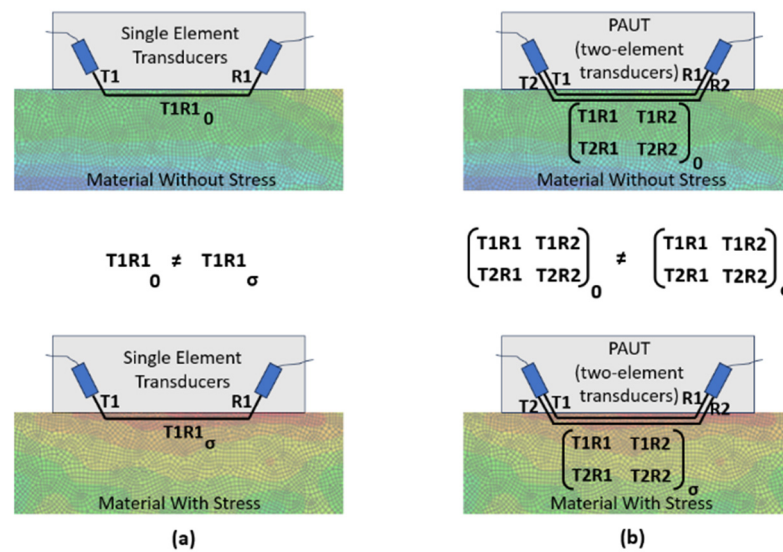 Single Element
Transducers
T1 R1
T1R1 0
Material Without Stress
PAUT
(two-element
transducers)
T2 T1 R1 R2
T1R1 T1R2
T2R1 T2R2
0
Material Without Stress
T1R1 0 ≠ T1R1 σ
T1R1 T1R2
T2R1 T2R2
0
≠
T1R1 T1R2
T2R1 T2R2
σ
Single Element
Transducers
T1 R1
T1R1 σ
Material With Stress
(a)
PAUT
(two-element
transducers)
T2 T1 R1 R2
T1R1 T1R2
T2R1 T2R2
σ
Material With Stress
(b)